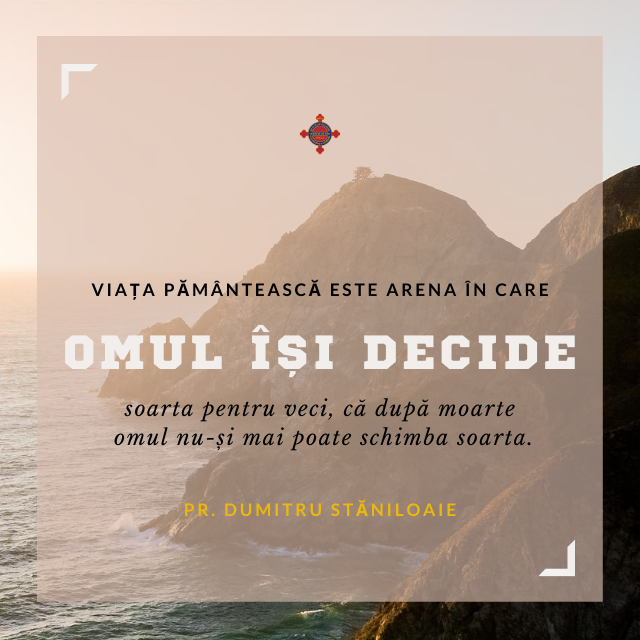 VIAȚA PĂMÂNTEASCĂ ESTE ARENA ÎN CARE
OMUL ÎȘI DECIDE
soarta pentru veci, că după moarte
omul nu-și mai poate schimba soarta.
PR. DUMITRU STĂNILOAIE